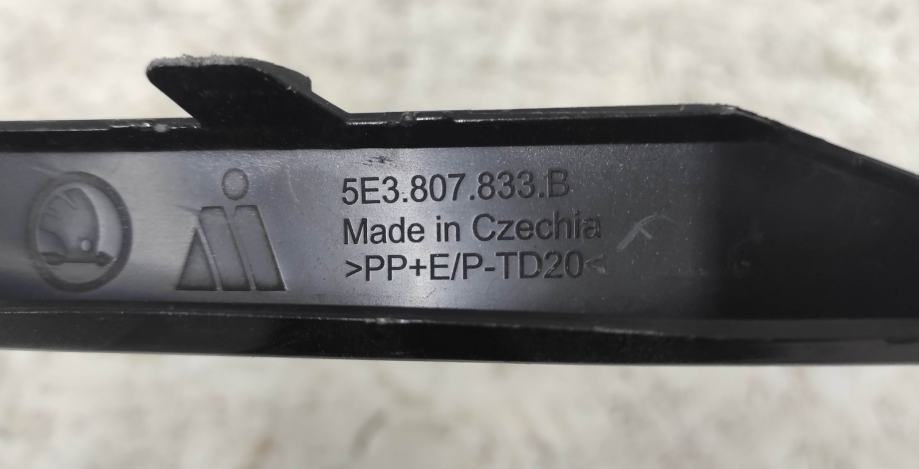 5E3.807.833.B
Made in Czechia
>PP+E/P-TD20<